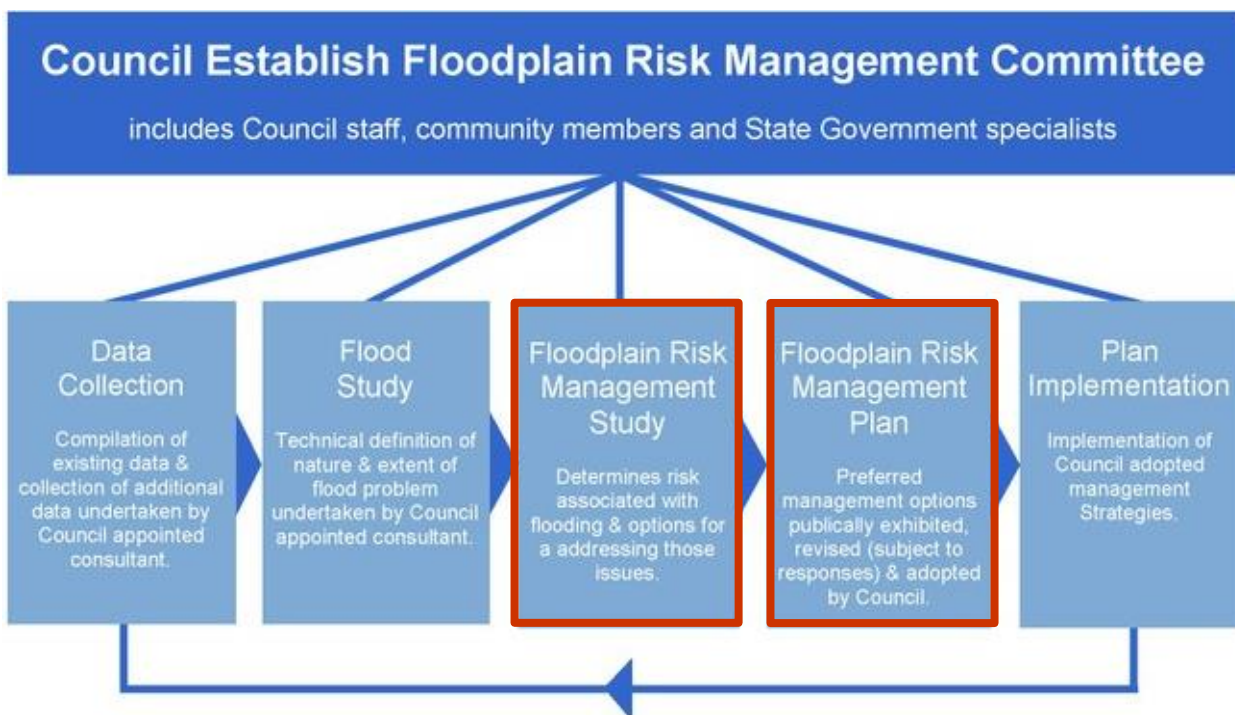 Council Establish Floodplain Risk Management Committee
includes Council staff, community members and State Government specialists
Data
Collection
Compilation of
existing data &
collection of additional
data undertaken by
Council appointed
consultant.
Flood
Study
Technical definition of
nature & extent of
flood problem
undertaken by Council
appointed consultant.
Floodplain Risk
Management
Study
Determines risk
associated with
flooding & options for
a addressing those
issues.
Floodplain Risk
Management
Plan
Preferred
management options
publically exhibited,
revised (subject to
responses) & adopted
by Council.
Plan
Implementation
Implementation of
Council adopted
management
Strategies.